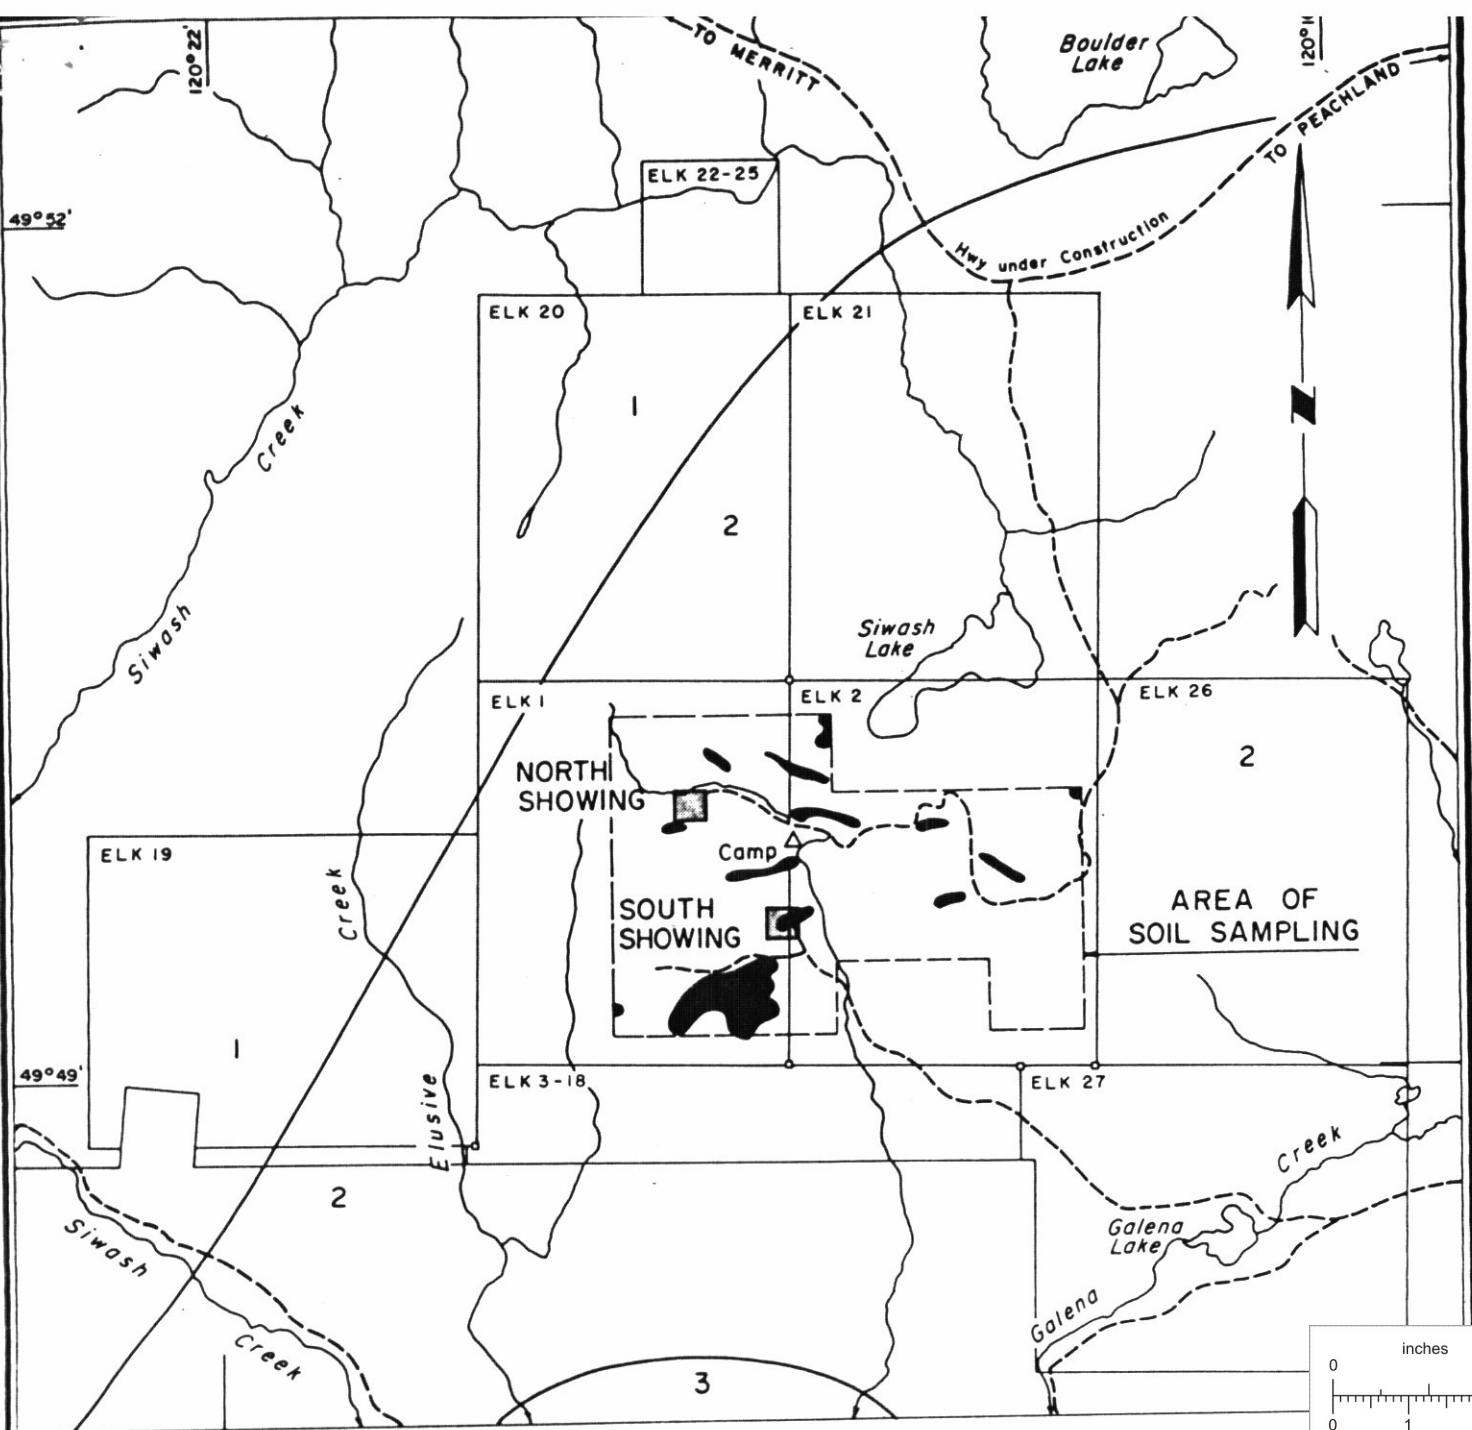 120° 22'
TO MERRITT
Boulder
Lake
TO PEACHLAND
ELK 22-25
49° 52'
Hwy under Construction
ELK 20
ELK 21
1
N
Creek
2
Siwash
Siwash
Lake
ELK 1
ELK 2
ELK 26
2
NORTH
SHOWING
Camp
ELK 19
Creek
SOUTH
SHOWING
AREA OF
SOIL SAMPLING
1
49° 49'
ELK 3-18
ELK 27
Elusive
Creek
2
Siwash
Galena
Lake
Galena
Creek
3
inches
0
0
1